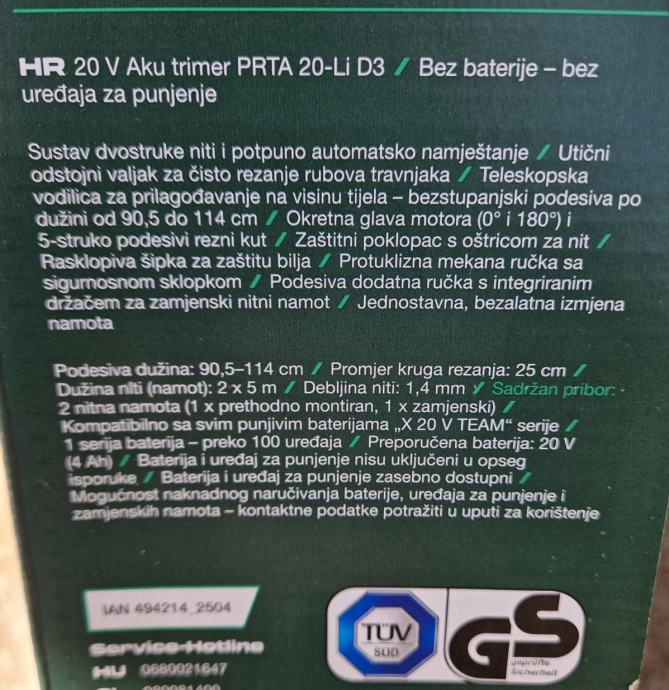 HR 20 V Aku trimer PRTA 20-Li D3 / Bez baterije – bez
uređaja za punjenje
Sustav dvostruke niti i potpuno automatsko namještanje / Utični
odstojni valjak za čisto rezanje rubova travnjaka / Teleskopska
vodilica za prilagođavanje na visinu tijela – bezstupanjski podesiva po
dužini od 90,5 do 114 cm / Okretna glava motora (0° i 180°) i
5-struko podesivi rezni kut / Zaštitni poklopac s oštricom za nit /
Rasklopiva šipka za zaštitu bilja / Protuklizna mekana ručka sa
sigurnosnom sklopkom / Podesiva dodatna ručka s integriranim
držačem za zamjenski nitni namot / Jednostavna, bezalatna izmjena
namota
Podesiva dužina: 90,5–114 cm / Promjer kruga rezanja: 25 cm /
Dužina niti (namot): 2 x 5 m / Debljina niti: 1,4 mm / Sadržan pribor:
2 nitna namota (1 x prethodno montiran, 1 x zamjenski) /
Kompatibilno sa svim punjivim baterijama „X 20 V TEAM“ serije /
1 serija baterija – preko 100 uređaja / Preporučena baterija: 20 V
(4 Ah) / Baterija i uređaj za punjenje nisu uključeni u opseg
isporuke / Baterija i uređaj za punjenje zasebno dostupni /
Mogućnost naknadnog naručivanja baterije, uređaja za punjenje i
zamjenskih namota – kontaktne podatke potražiti u uputi za korištenje
IAN 494214_2504
Service-Hotline
HU 0680021647
TÜV
SÜD
GS
geprüfte
Sicherheit